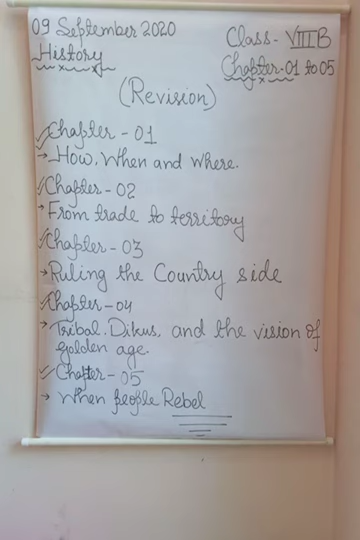 09 September 2020
Class- VIII B
History
Chapter-01 to 05
(Revision)
Chapter - 01
→ How, When and where.
Chapter - 02
→ From trade to territory
Chapter - 03
→ Ruling the Country side
Chapter - 04
→ Tribal. Dikus, and the vision of
golden age.
Chapter - 05
→ When people Rebel